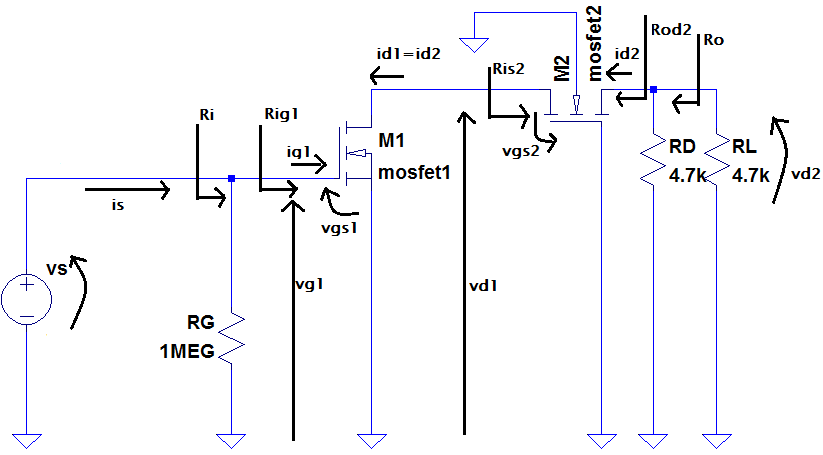 id1=id2
M2
mosfet2
id2
Rod2
Ro
Ris2
Ri
Rig1
ig1
M1
mosfet1
vgs2
RD
4.7k
RL
4.7k
vd2
is
vgs1
vs
vg1
vd1
RG
1MEG